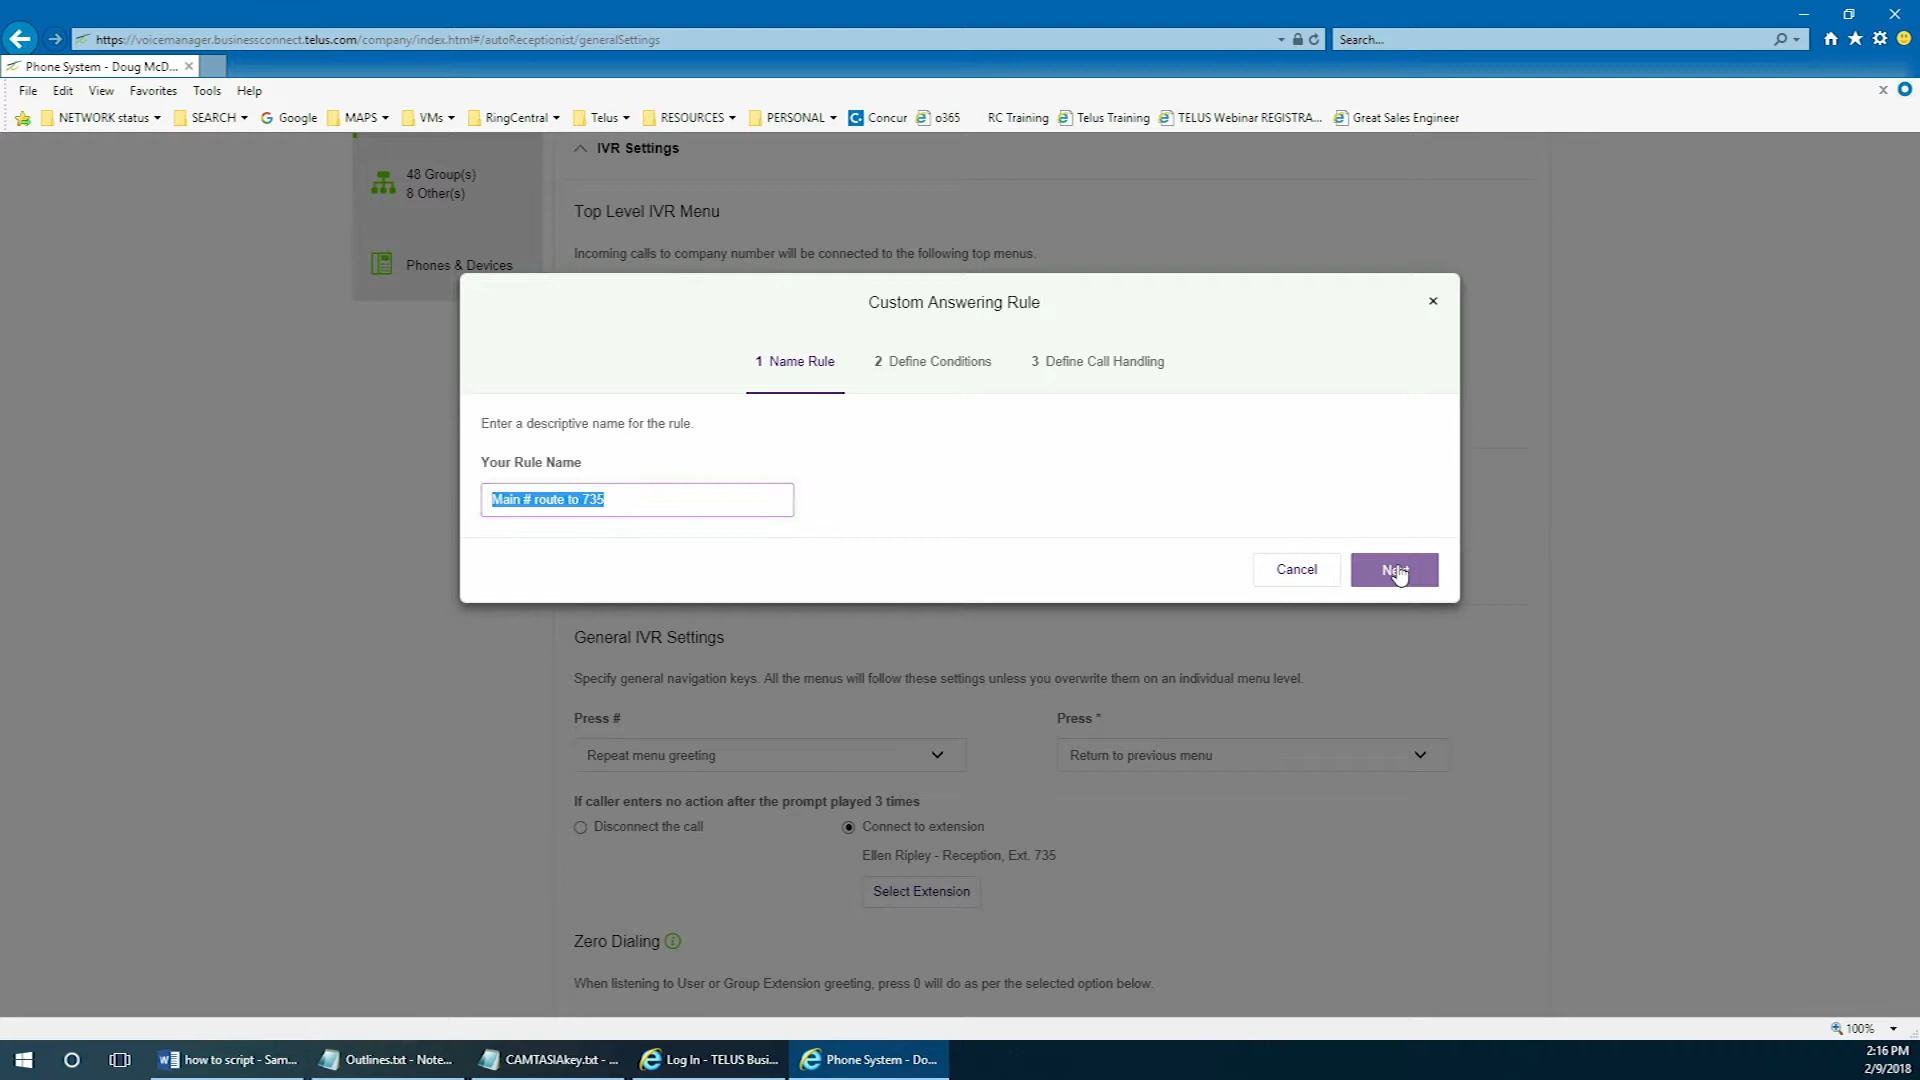 https://voicemanager.businessconnect.telus.com/company/index.html#/autoReceptionist/generalSettings
Search...
Phone System - Doug McD...
File Edit View Favorites Tools Help
NETWORK status SEARCH Google MAPS VMs RingCentral Telus RESOURCES PERSONAL Concur o365 RC Training Telus Training TELUS Webinar REGISTRA... Great Sales Engineer
48 Group(s)
8 Other(s)
Phones & Devices
IVR Settings
Top Level IVR Menu
Incoming calls to company number will be connected to the following top menus.
Custom Answering Rule
1 Name Rule 2 Define Conditions 3 Define Call Handling
Enter a descriptive name for the rule.
Your Rule Name
Main # route to 735
Cancel
General IVR Settings
Specify general navigation keys. All the menus will follow these settings unless you overwrite them on an individual menu level.
Press # Press *
Repeat menu greeting Return to previous menu
If caller enters no action after the prompt played 3 times
Disconnect the call Connect to extension
Ellen Ripley - Reception, Ext. 735
Select Extension
Zero Dialing
When listening to User or Group Extension greeting, press 0 will do as per the selected option below.
100%
how to script - Sam... Outlines.txt - Note... CAMTASIAkey.txt - ... Log In - TELUS Busi... Phone System - Do...
2:16 PM
2/9/2018